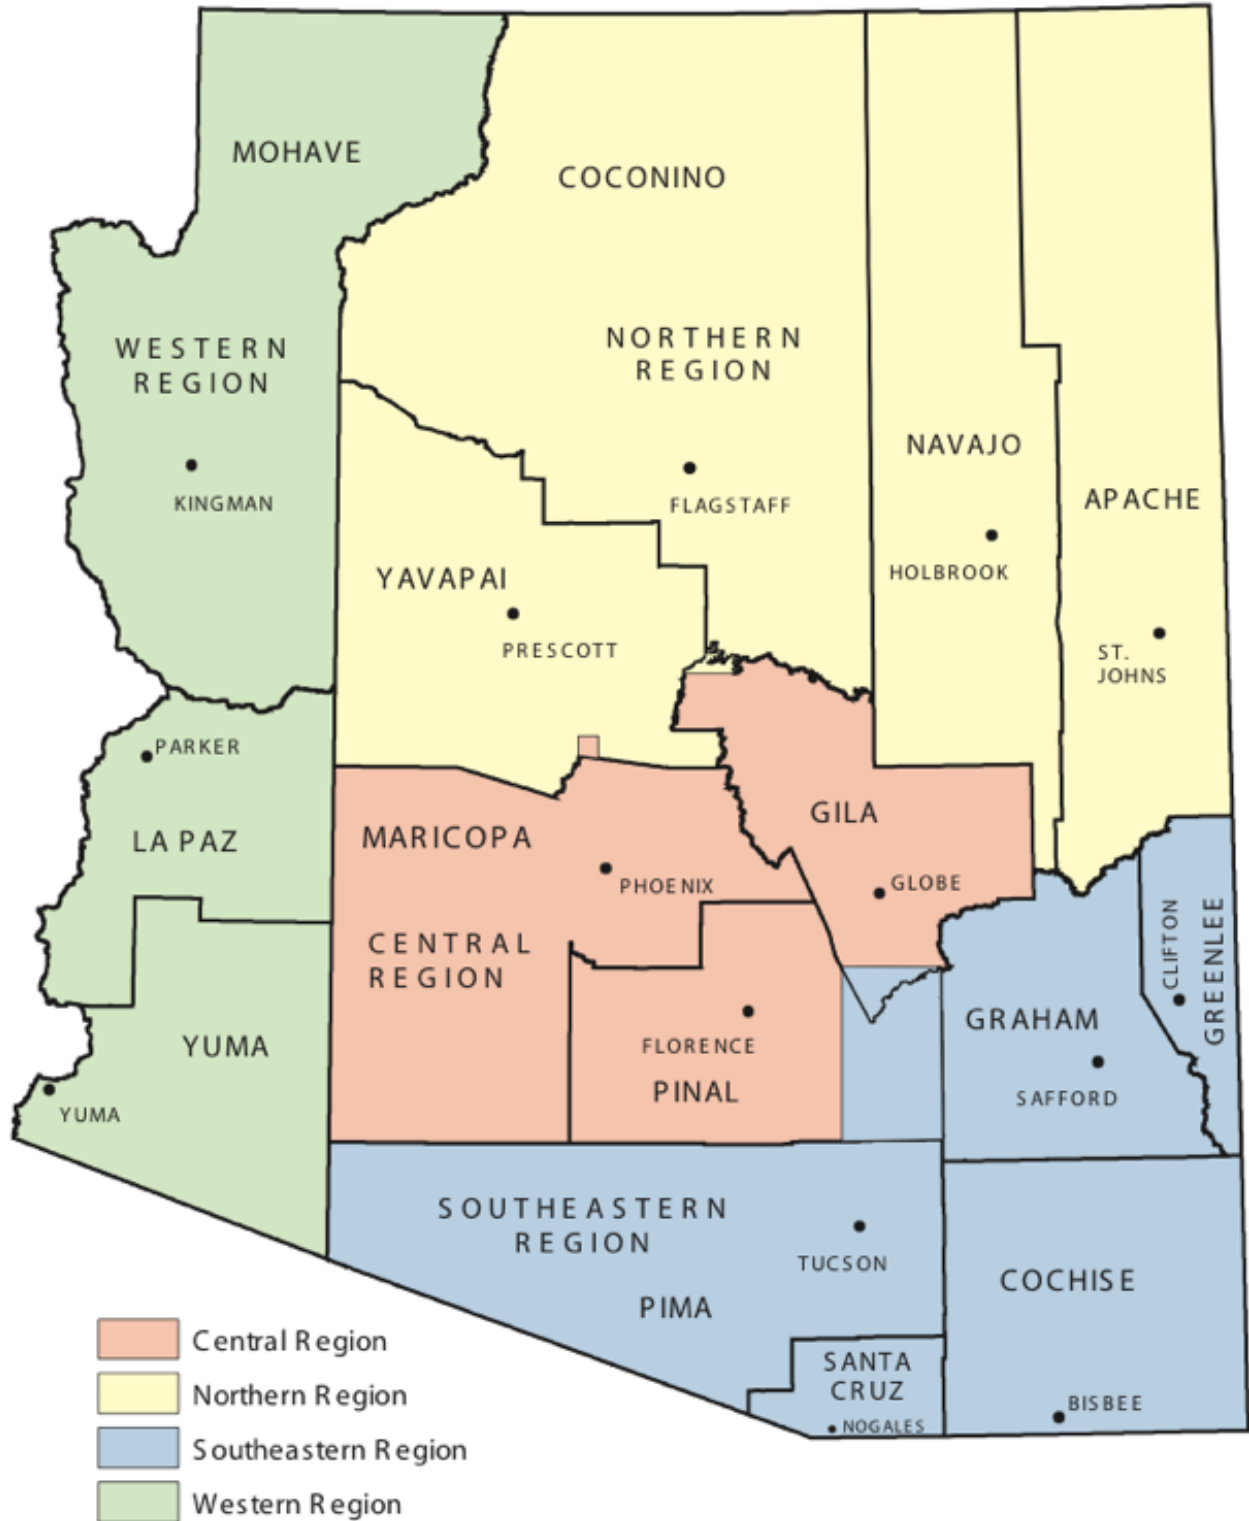 MOHAVE
COCONINO
WESTERN
REGION
NORTHERN
REGION
NAVAJO
APACHE
KINGMAN
FLAGSTAFF
YAVAPAI
HOLBROOK
PRESCOTT
ST.
JOHNS
PARKER
LA PAZ
MARICOPA
GILA
PHOENIX
GLOBE
CENTRAL
REGION
CLIFTON
GREENLEE
GRAHAM
YUMA
FLORENCE
PINAL
SAFFORD
YUMA
SOUTHEASTERN
REGION
TUCSON
COCHISE
PIMA
SANTA
CRUZ
NOGALES
BISBEE
Central Region
Northern Region
Southeastern Region
Western Region